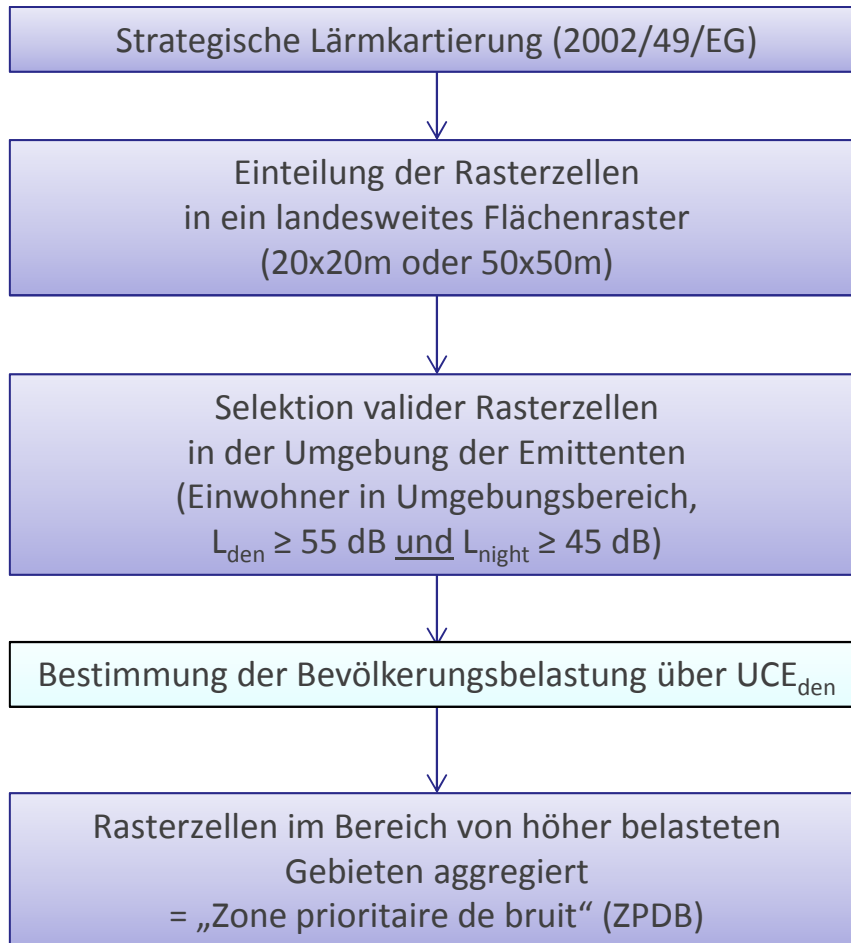 Strategische Lärmkartierung (2002/49/EG)
Einteilung der Rasterzellen
in ein landesweites Flächenraster
(20x20m oder 50x50m)
Selektion valider Rasterzellen
in der Umgebung der Emittenten
(Einwohner in Umgebungsbereich,
Lden ≥ 55 dB und Lnight ≥ 45 dB)
Bestimmung der Bevölkerungsbelastung über UCEden
Rasterzellen im Bereich von höher belasteten
Gebieten aggregiert
= „Zone prioritaire de bruit“ (ZPDB)